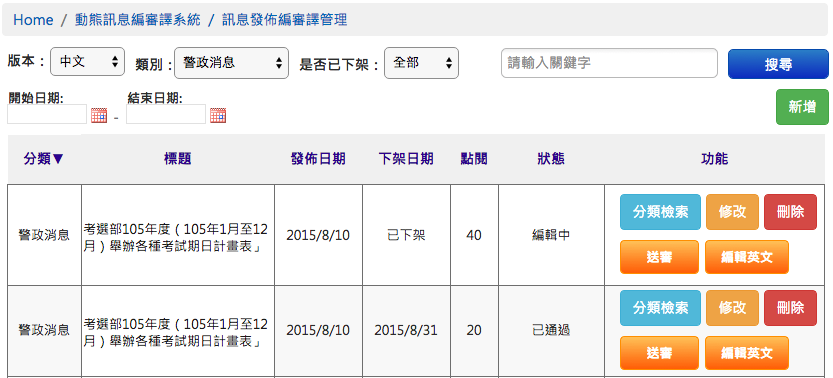 Home / 動熊訊息編審譯系統 / 訊息發佈編審譯管理
版本： 中文 類別： 警政消息 是否已下架： 全部 請輸入關鍵字 搜尋
開始日期: - 結束日期: 新增
分類▼ 標題 發佈日期 下架日期 點閱 狀態 功能
警政消息 考選部105年度（105年1月至12 2015/8/10 已下架 40 編輯中 分類檢索 修改 刪除
月）舉辦各種考試期日計畫表」 送審 編輯英文
警政消息 考選部105年度（105年1月至12 2015/8/10 2015/8/31 20 已通過 分類檢索 修改 刪除
月）舉辦各種考試期日計畫表」 送審 編輯英文